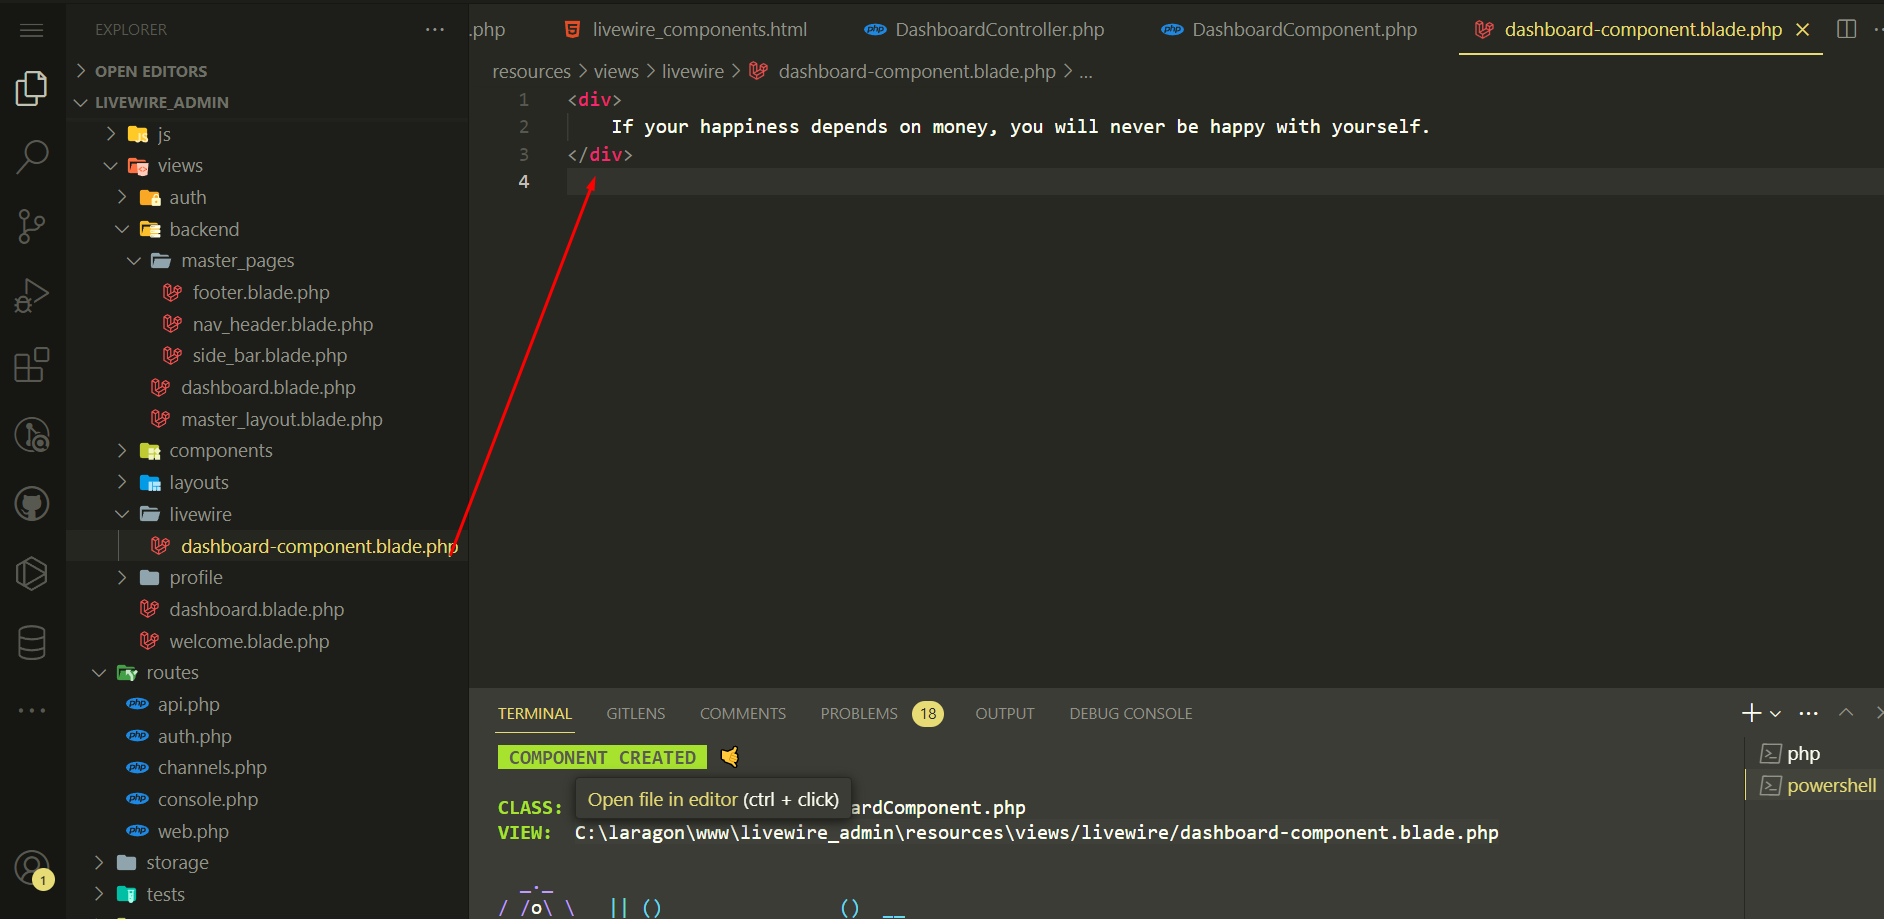 EXPLORER
OPEN EDITORS
LIVEWIRE_ADMIN
js
views
auth
backend
master_pages
footer.blade.php
nav_header.blade.php
side_bar.blade.php
dashboard.blade.php
master_layout.blade.php
components
layouts
livewire
dashboard-component.blade.php
profile
dashboard.blade.php
welcome.blade.php
routes
api.php
auth.php
channels.php
console.php
web.php
storage
tests
1
.php livewire_components.html DashboardController.php DashboardComponent.php dashboard-component.blade.php
resources > views > livewire > dashboard-component.blade.php > ...
1 <div>
2 If your happiness depends on money, you will never be happy with yourself.
3 </div>
4
TERMINAL GITLENS COMMENTS PROBLEMS 18 OUTPUT DEBUG CONSOLE
COMPONENT CREATED 🤙
Open file in editor (ctrl + click)
CLASS: ardComponent.php
VIEW: C:\laragon\www\livewire_admin\resources\views/livewire/dashboard-component.blade.php
_._
/ /o\ \ || () () __
php
powershell